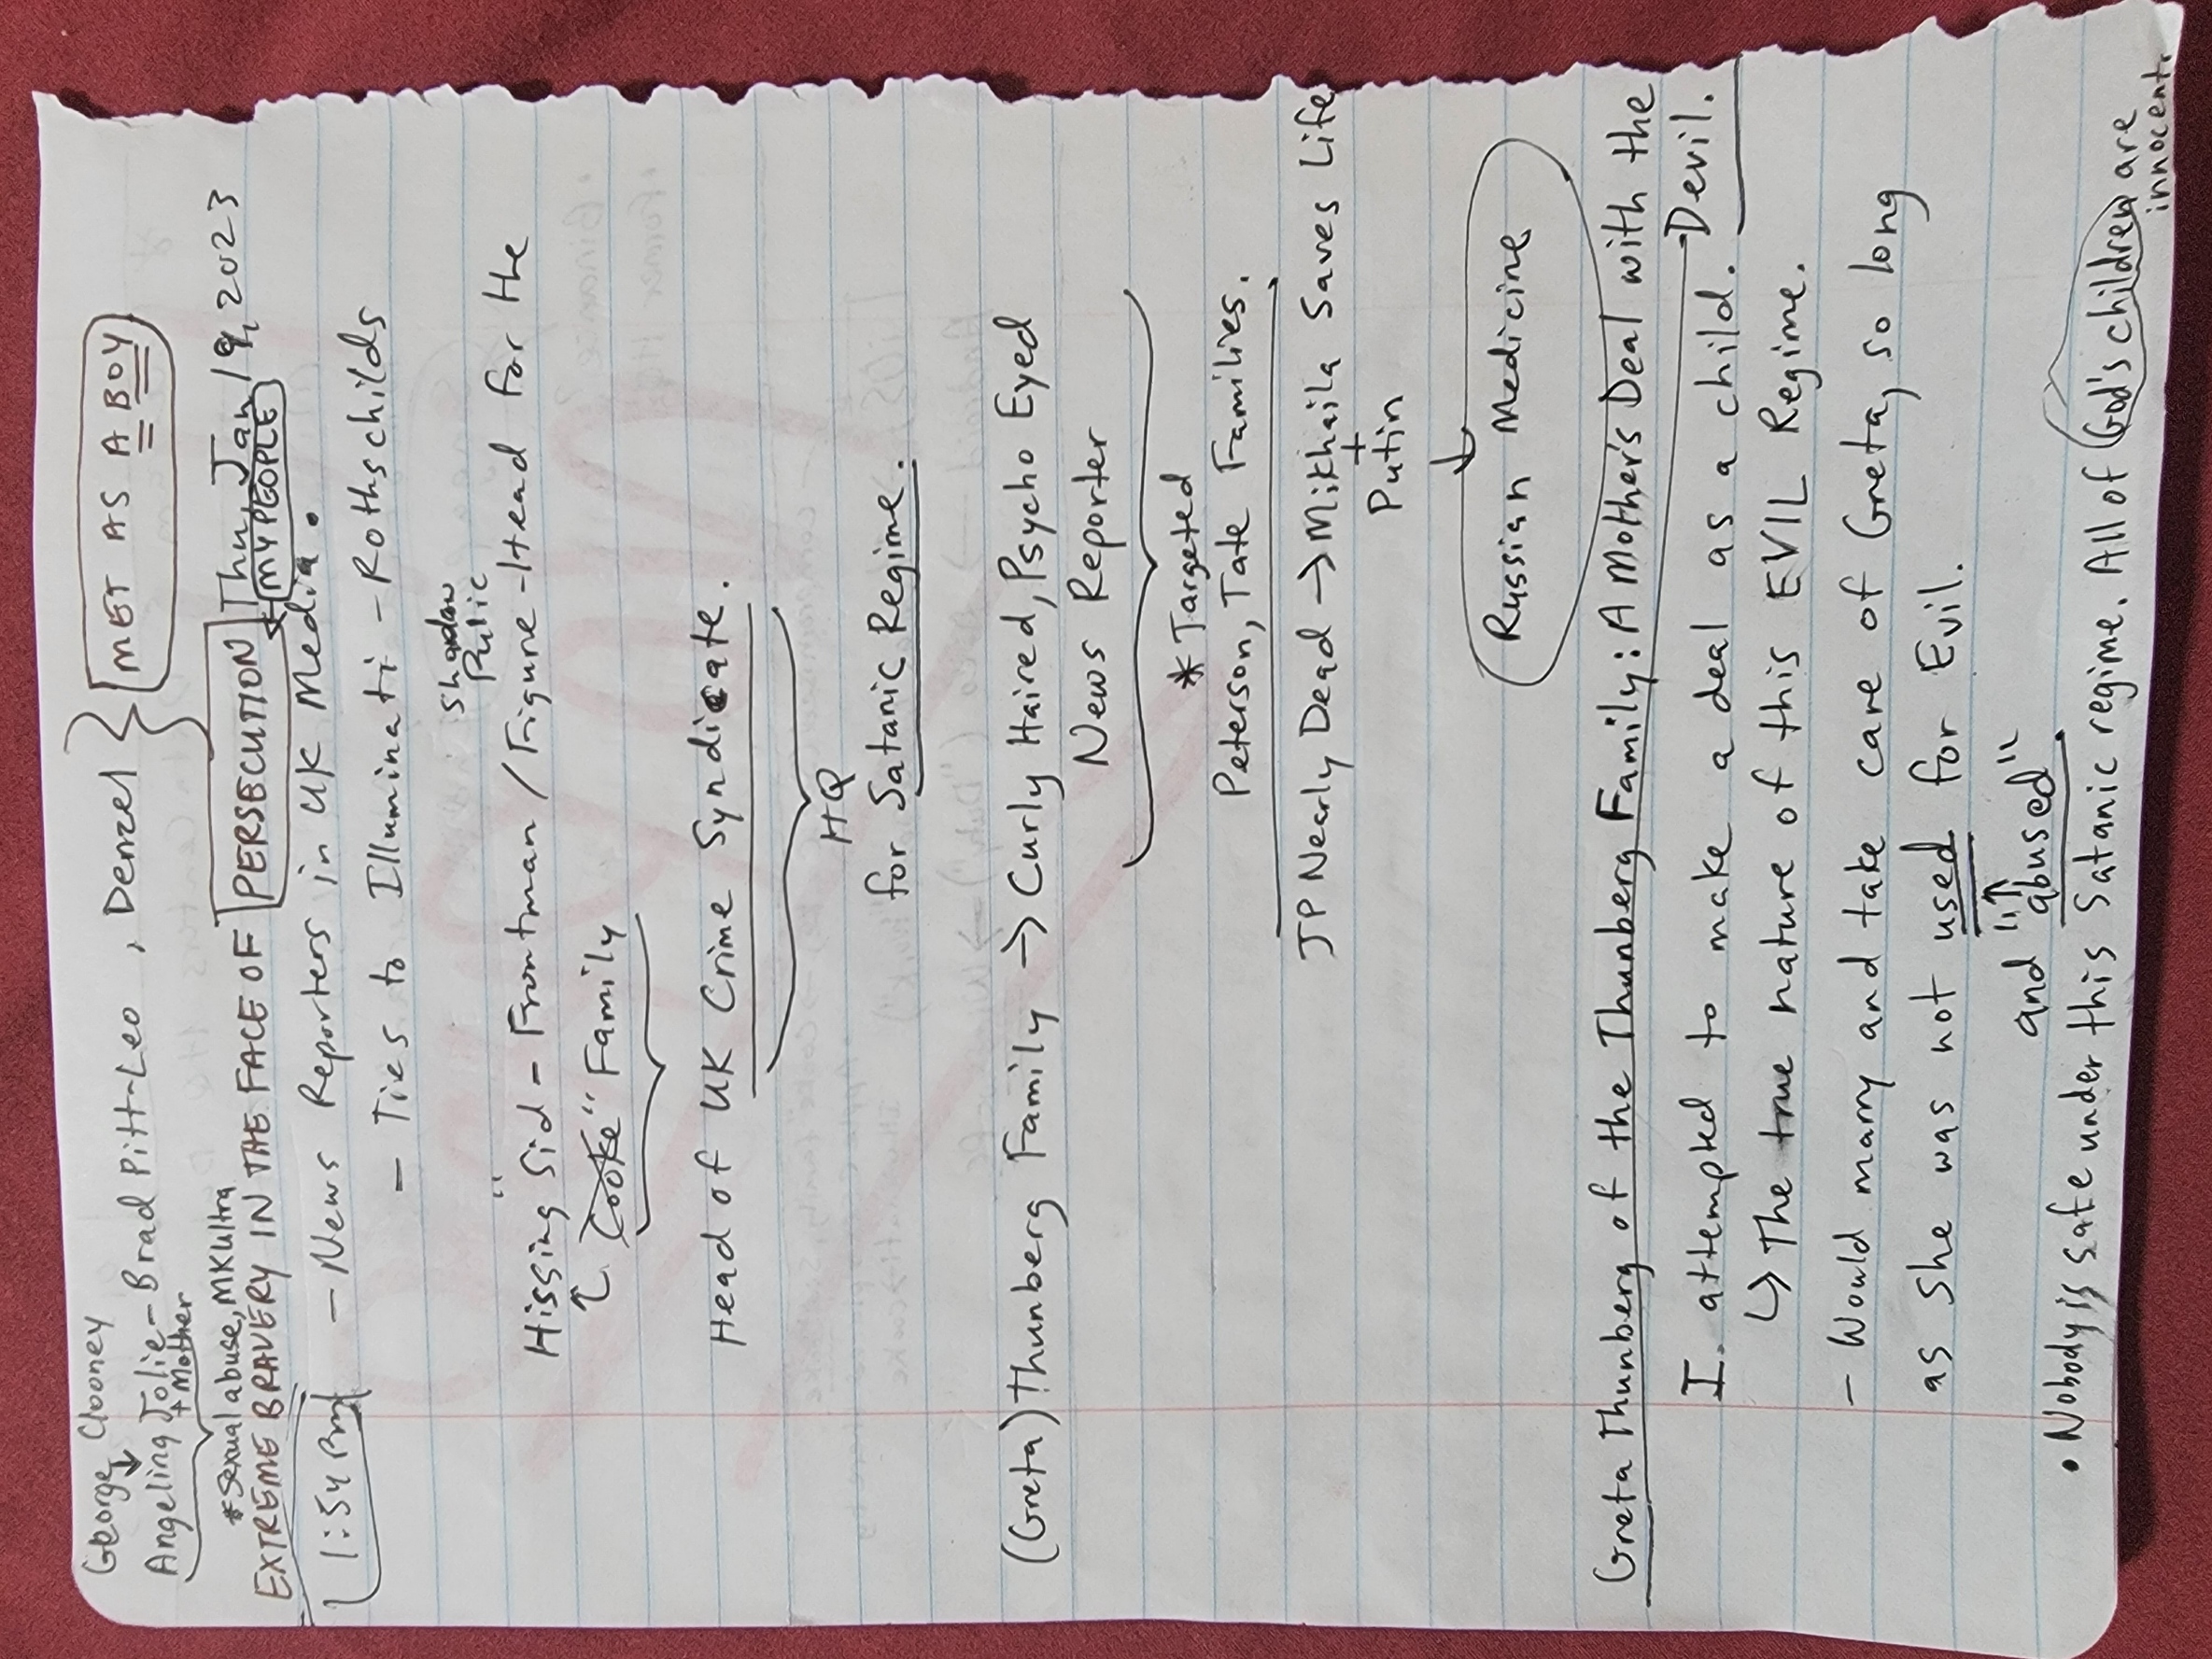 George Clooney
Angelina Jolie - Brad Pitt - Leo , Denzel
+ Mother
MET AS A BOY
*Sexual abuse, MKUltra
EXTREME BRAVERY IN THE FACE OF PERSECUTION Thu, Jan 19, 2023
MY PEOPLE
1:54 Pm - News Reporters in UK Media.
- Ties to Illuminati - Rothschilds
Shadow
Pulic
Hissing "Sid - Frontman / Figure-Head for the
Cooke" Family
Head of UK Crime Syndicate.
HQ
for Satanic Regime.
(Greta) Thunberg Family → Curly Haired, Psycho Eyed
News Reporter
* Targeted
Peterson, Tate Families.
JP Nearly Dead → Mikhaila Saves Life
+
Putin
↓
Russian Medicine
Greta Thunberg of the Thunberg Family: A Mother's Deal with the
Devil.
I. attempted to make a deal as a child.
↳ The true nature of this EVIL Regime.
- Would marry and take care of Greta, so long
as she was not used for Evil.
and "abused".
• Nobody is safe under this Satanic regime. All of God's children are
innocent.